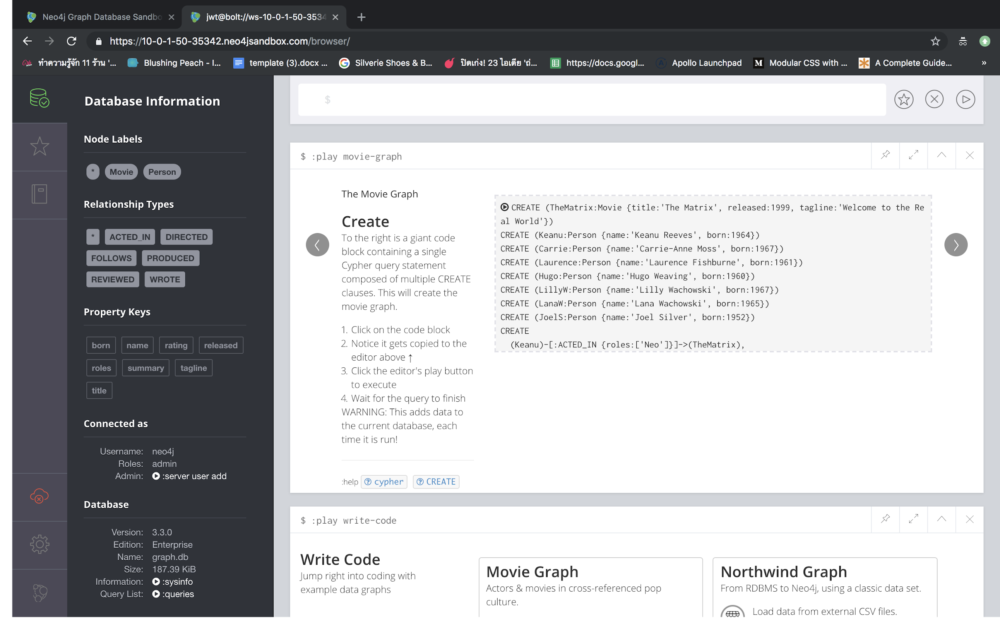 Neo4j Graph Database Sandbo
jwt@bolt://ws-10-0-1-50-3534
https://10-0-1-50-35342.neo4jsandbox.com/browser/
ทำความรู้จัก 11 ร้าน '...
Blushing Peach - I...
template (3).docx ...
Silverie Shoes & B...
ปิดเก่ง! 23 ไอเดีย 'ถ่...
https://docs.googl...
Apollo Launchpad
M
Modular CSS with ...
A Complete Guide...
»
Database Information
Node Labels
*
Movie
Person
Relationship Types
*
ACTED_IN
DIRECTED
FOLLOWS
PRODUCED
REVIEWED
WROTE
Property Keys
born
name
rating
released
roles
summary
tagline
title
Connected as
Username: neo4j
Roles: admin
Admin: :server user add
Database
Version: 3.3.0
Edition: Enterprise
Name: graph.db
Size: 187.39 KiB
Information: :sysinfo
Query List: :queries
$
$ :play movie-graph
The Movie Graph
Create
To the right is a giant code
block containing a single
Cypher query statement
composed of multiple CREATE
clauses. This will create the
movie graph.
1. Click on the code block
2. Notice it gets copied to the
editor above ↑
3. Click the editor's play button
to execute
4. Wait for the query to finish
WARNING: This adds data to
the current database, each
time it is run!
:help cypher CREATE
CREATE (TheMatrix:Movie {title:'The Matrix', released:1999, tagline:'Welcome to the Re
al World'})
CREATE (Keanu:Person {name:'Keanu Reeves', born:1964})
CREATE (Carrie:Person {name:'Carrie-Anne Moss', born:1967})
CREATE (Laurence:Person {name:'Laurence Fishburne', born:1961})
CREATE (Hugo:Person {name:'Hugo Weaving', born:1960})
CREATE (LillyW:Person {name:'Lilly Wachowski', born:1967})
CREATE (LanaW:Person {name:'Lana Wachowski', born:1965})
CREATE (JoelS:Person {name:'Joel Silver', born:1952})
CREATE
(Keanu)-[:ACTED_IN {roles:['Neo']}]->(TheMatrix),
$ :play write-code
Write Code
Jump right into coding with
example data graphs
Movie Graph
Actors & movies in cross-referenced pop
culture.
Northwind Graph
From RDBMS to Neo4j, using a classic data set.
Load data from external CSV files.